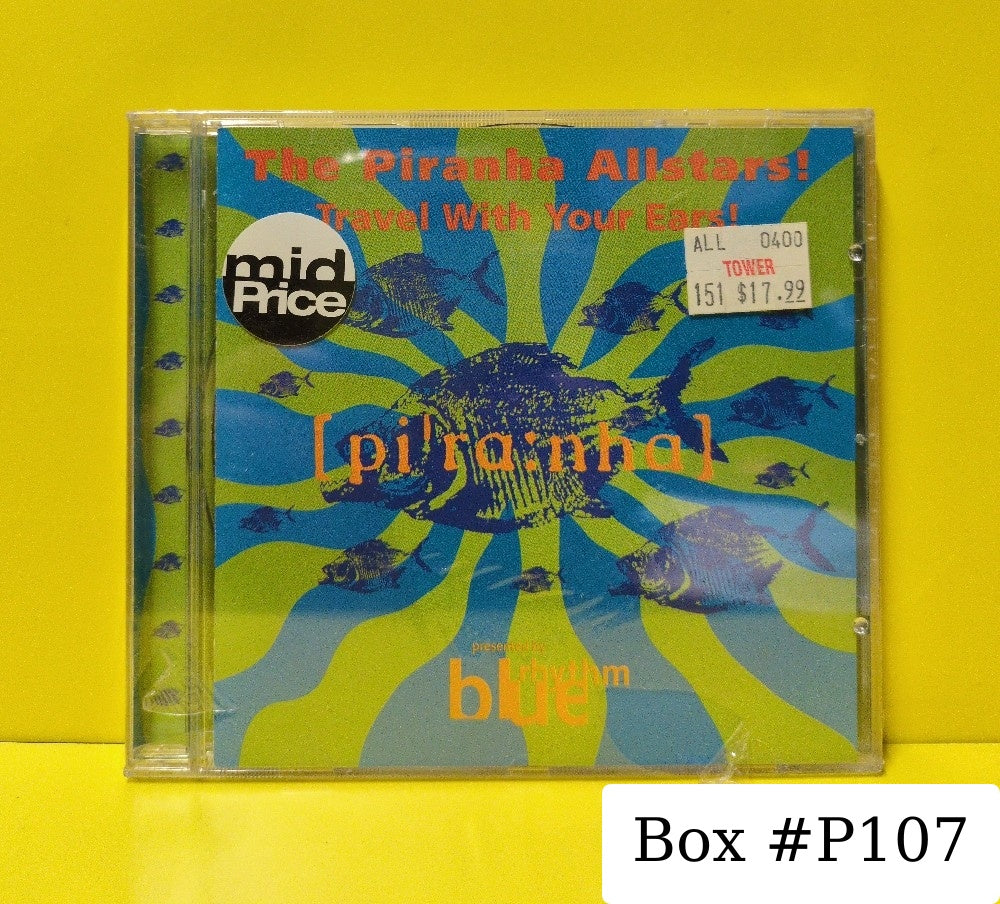 The Piranha Allstars!
Travel With Your Ears!
mid
Price
ALL 0400
TOWER
151 $17.99
[pi'ra:nha]
presented by
blue rhythm
Box #P107